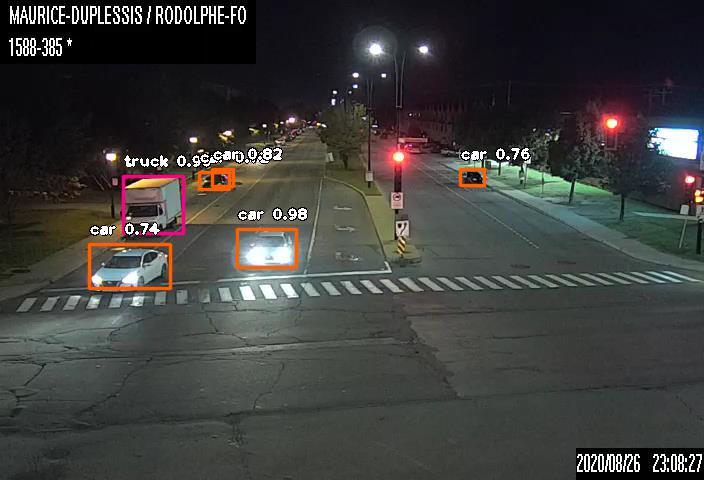 MAURICE-DUPLESSIS / RODOLPHE-FO
1588-385 *
car 0.82
car 0.76
car 0.98
car 0.74
2020/08/26 23:08:27